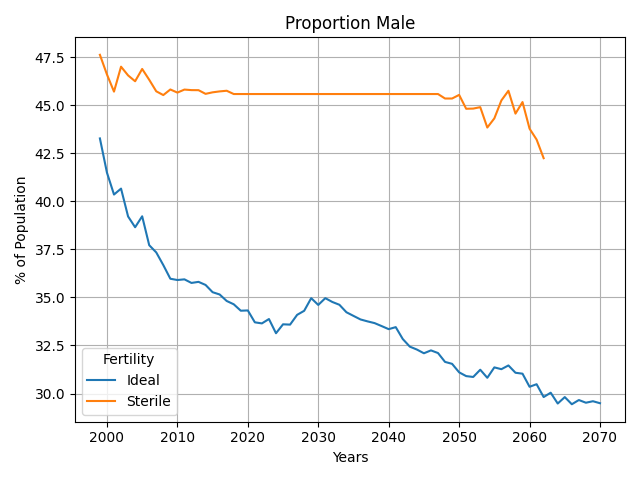 Proportion Male
47.5
45.0
42.5
40.0
37.5
35.0
32.5
30.0
% of Population
Fertility
Ideal
Sterile
2000 2010 2020 2030 2040 2050 2060 2070
Years